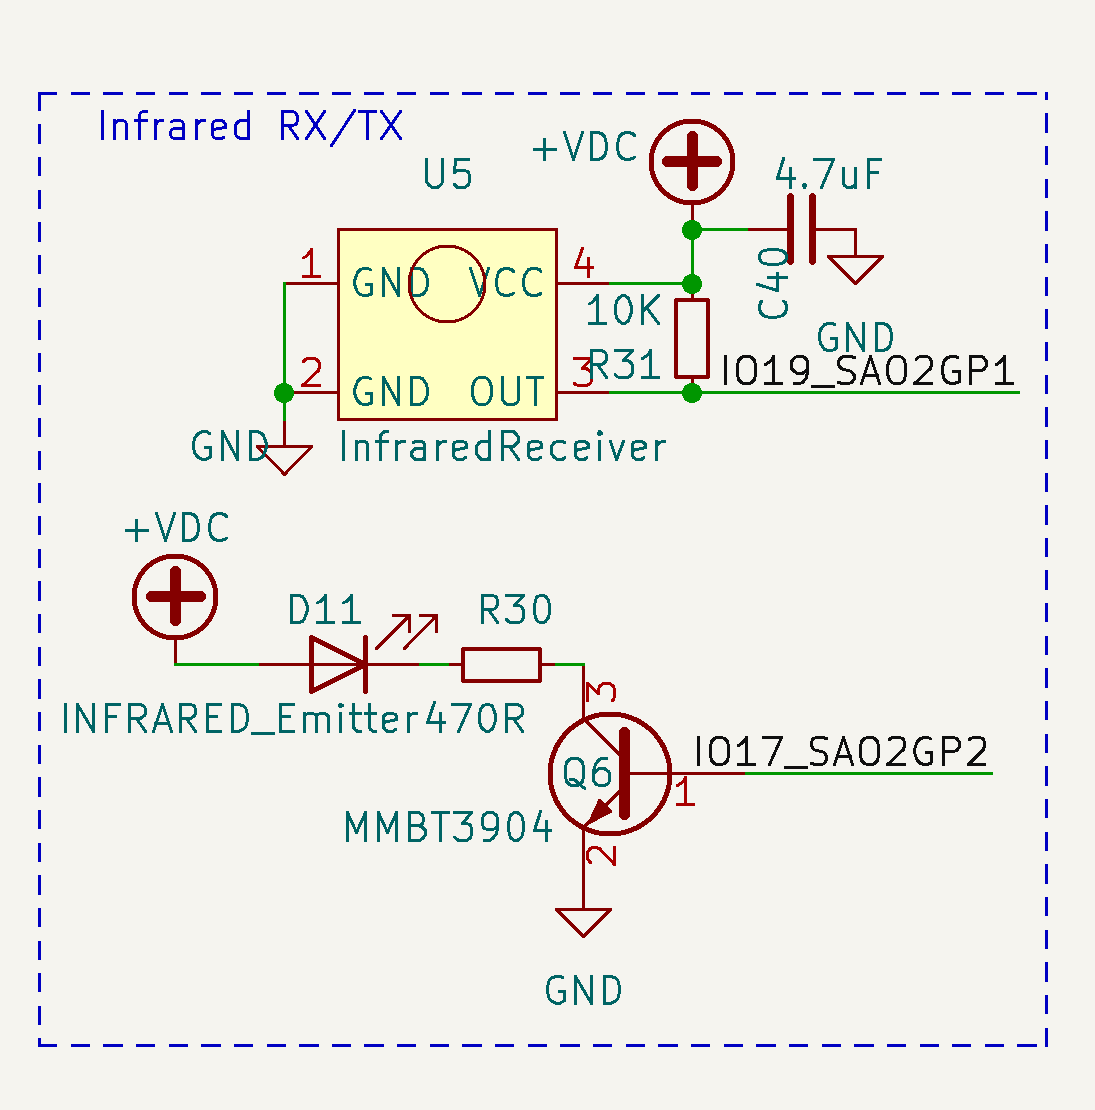 Infrared RX/TX
U5
+VDC
4.7uF
1
GND
VCC
4
10K
C40
GND
2
GND
OUT
3
R31
IO19_SAO2GP1
GND
InfraredReceiver
+VDC
D11
R30
INFRARED_Emitter
470R
3
Q6
IO17_SAO2GP2
1
MMBT3904
2
GND